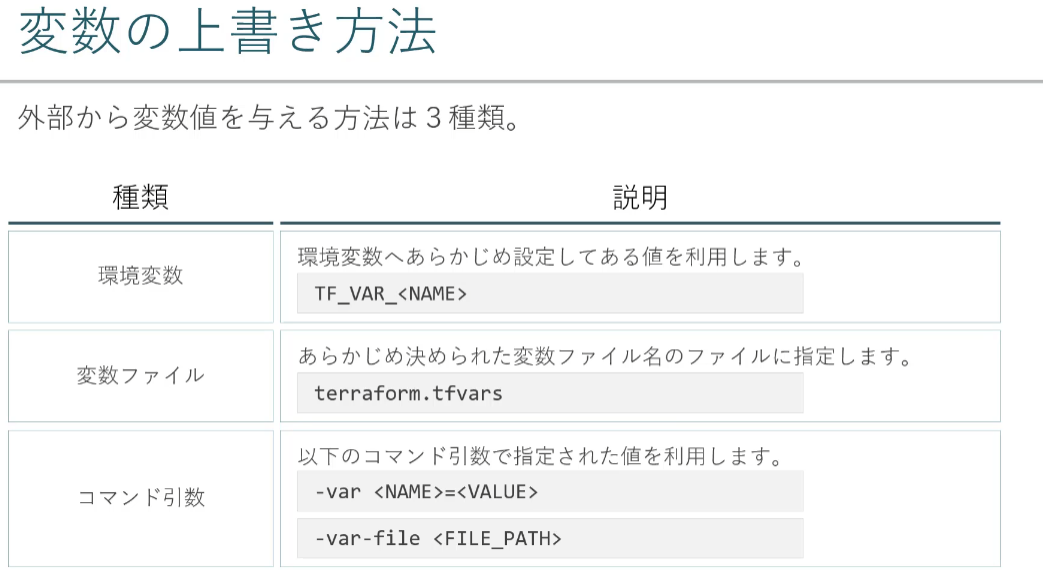 変数の上書き方法
外部から変数値を与える方法は３種類。
種類
説明
環境変数
環境変数へあらかじめ設定してある値を利用します。
TF_VAR_<NAME>
変数ファイル
あらかじめ決められた変数ファイル名のファイルに指定します。
terraform.tfvars
コマンド引数
以下のコマンド引数で指定された値を利用します。
-var <NAME>=<VALUE>
-var-file <FILE_PATH>